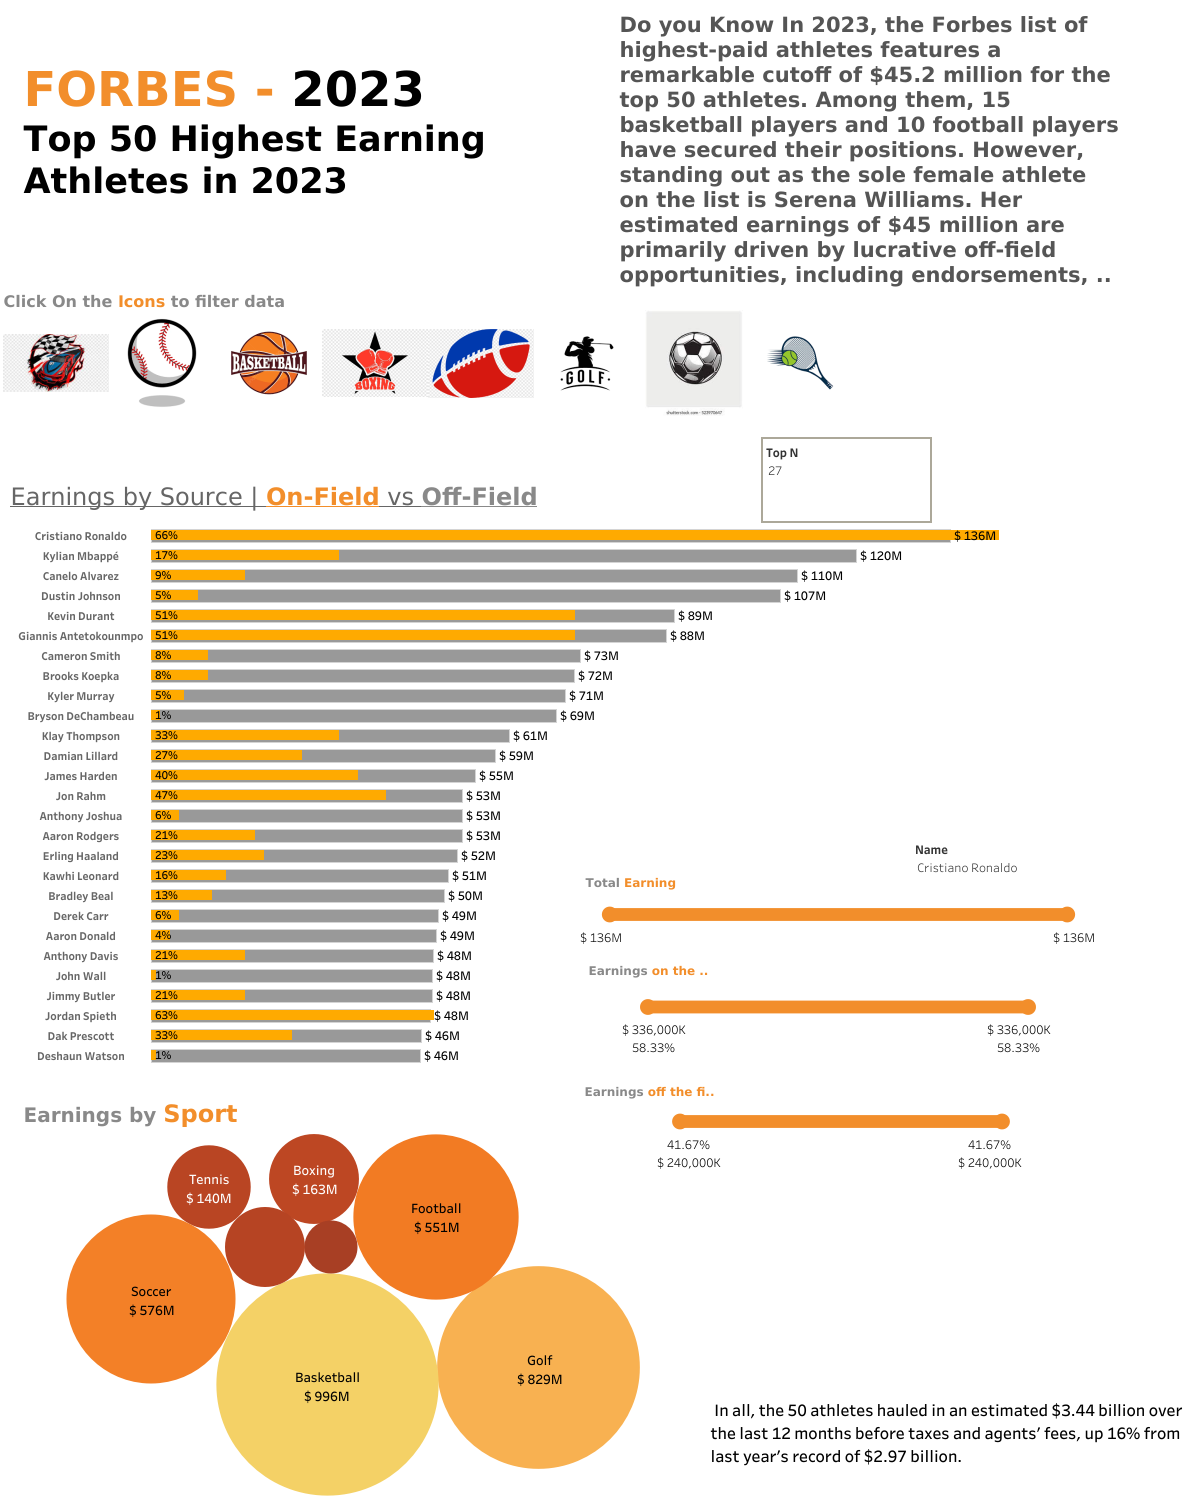 FORBES - 2023
Top 50 Highest Earning
Athletes in 2023
Do you Know In 2023, the Forbes list of
highest-paid athletes features a
remarkable cutoff of $45.2 million for the
top 50 athletes. Among them, 15
basketball players and 10 football players
have secured their positions. However,
standing out as the sole female athlete
on the list is Serena Williams. Her
estimated earnings of $45 million are
primarily driven by lucrative off-field
opportunities, including endorsements, ..
Click On the Icons to filter data
BASKETBALL
BOXING
GOLF
shutterstock.com · 523978647
Top N
27
Earnings by Source | On-Field vs Off-Field
Cristiano Ronaldo 66% $ 136M
Kylian Mbappé 17% $ 120M
Canelo Alvarez 9% $ 110M
Dustin Johnson 5% $ 107M
Kevin Durant 51% $ 89M
Giannis Antetokounmpo 51% $ 88M
Cameron Smith 8% $ 73M
Brooks Koepka 8% $ 72M
Kyler Murray 5% $ 71M
Bryson DeChambeau 1% $ 69M
Klay Thompson 33% $ 61M
Damian Lillard 27% $ 59M
James Harden 40% $ 55M
Jon Rahm 47% $ 53M
Anthony Joshua 6% $ 53M
Aaron Rodgers 21% $ 53M
Erling Haaland 23% $ 52M
Kawhi Leonard 16% $ 51M
Bradley Beal 13% $ 50M
Derek Carr 6% $ 49M
Aaron Donald 4% $ 49M
Anthony Davis 21% $ 48M
John Wall 1% $ 48M
Jimmy Butler 21% $ 48M
Jordan Spieth 63% $ 48M
Dak Prescott 33% $ 46M
Deshaun Watson 1% $ 46M
Name
Cristiano Ronaldo
Total Earning
$ 136M $ 136M
Earnings on the ..
$ 336,000K $ 336,000K
58.33% 58.33%
Earnings off the fi..
41.67% 41.67%
$ 240,000K $ 240,000K
Earnings by Sport
Tennis
$ 140M
Boxing
$ 163M
Football
$ 551M
Soccer
$ 576M
Basketball
$ 996M
Golf
$ 829M
In all, the 50 athletes hauled in an estimated $3.44 billion over
the last 12 months before taxes and agents’ fees, up 16% from
last year’s record of $2.97 billion.